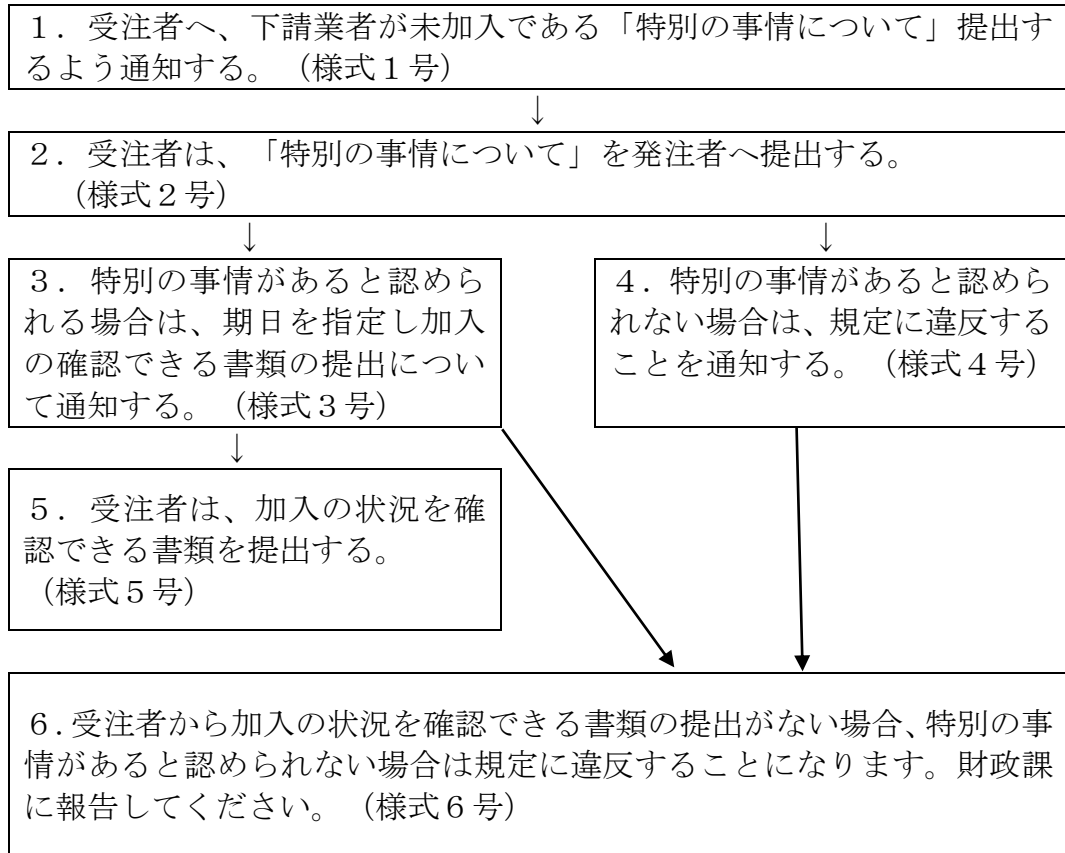 １．受注者へ、下請業者が未加入である「特別の事情について」提出す
るよう通知する。（様式１号）
↓
２．受注者は、「特別の事情について」を発注者へ提出する。
（様式２号）
↓
↓
３．特別の事情があると認めら
れる場合は、期日を指定し加入
の確認できる書類の提出につい
て通知する。（様式３号）
４．特別の事情があると認めら
れない場合は、規定に違反する
ことを通知する。（様式４号）
↓
５．受注者は、加入の状況を確
認できる書類を提出する。
（様式５号）
６.受注者から加入の状況を確認できる書類の提出がない場合、特別の事
情があると認められない場合は規定に違反することになります。財政課
に報告してください。（様式６号）